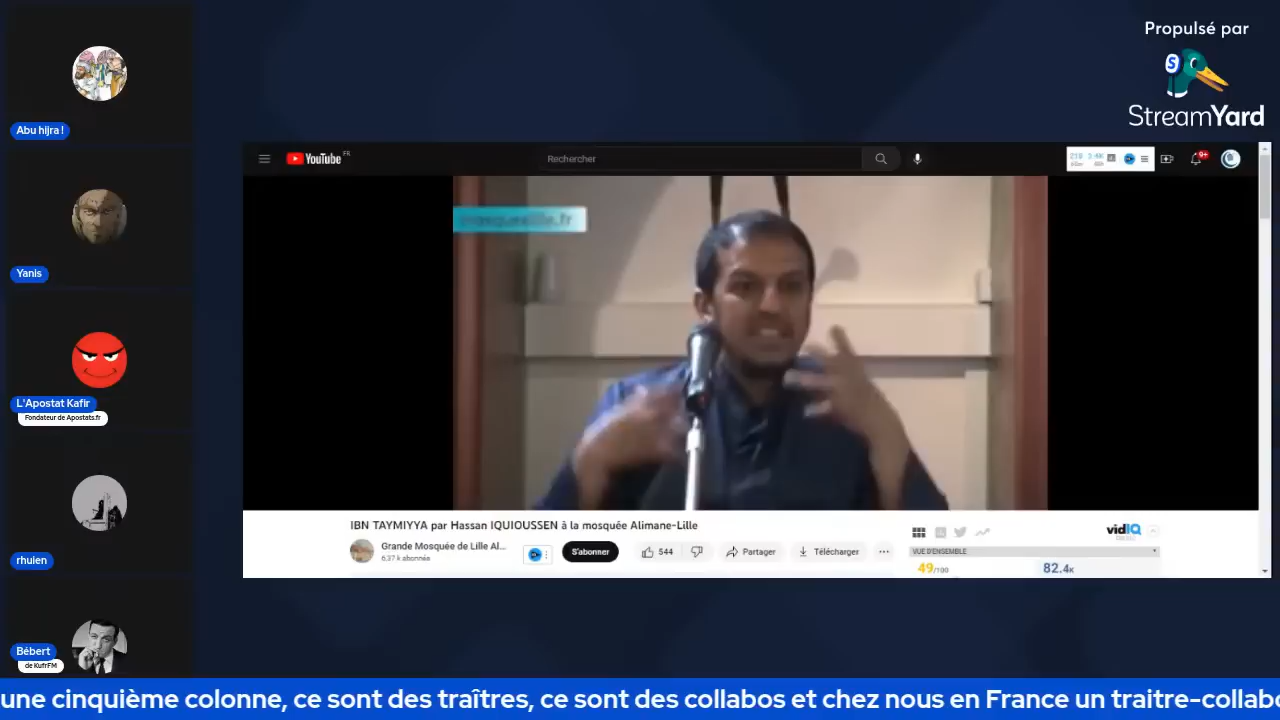 Propulsé par
StreamYard
Abu hijra !
Yanis
L'Apostat Kafir
Fondateur de Apostats.fr
rhuien
Bébert
de KufrFM
YouTube FR
Rechercher
9+
IBN TAYMIYYA par Hassan IQUIOUSSEN à la mosquée Alimane-Lille
Grande Mosquée de Lille Al...
6,37 k abonnés
S'abonner
544
Partager
Télécharger
vidIQ
VUE D'ENSEMBLE
49/100
82.4K
une cinquième colonne, ce sont des traîtres, ce sont des collabos et chez nous en France un traitre-collabo